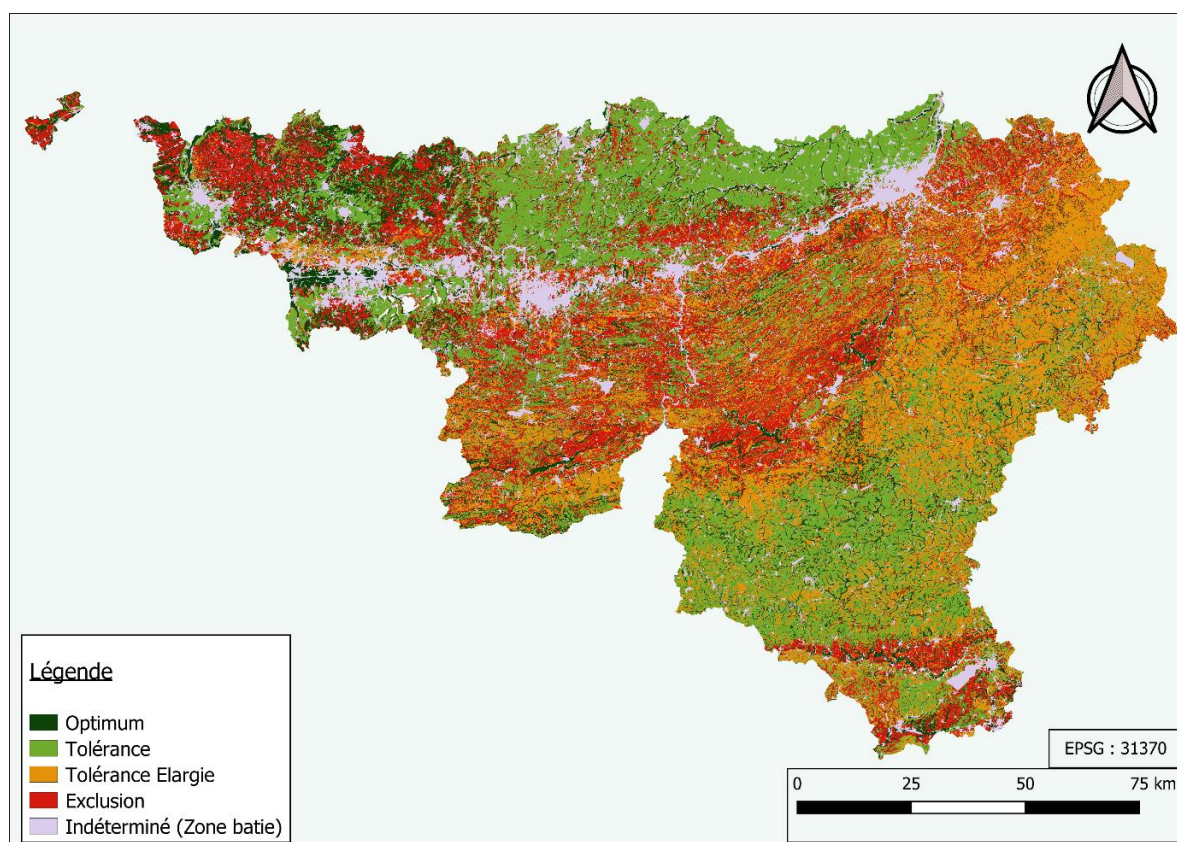 Légende
Optimum
Tolérance
Tolérance Elargie
Exclusion
Indéterminé (Zone batie)
EPSG : 31370
0 25 50 75 km